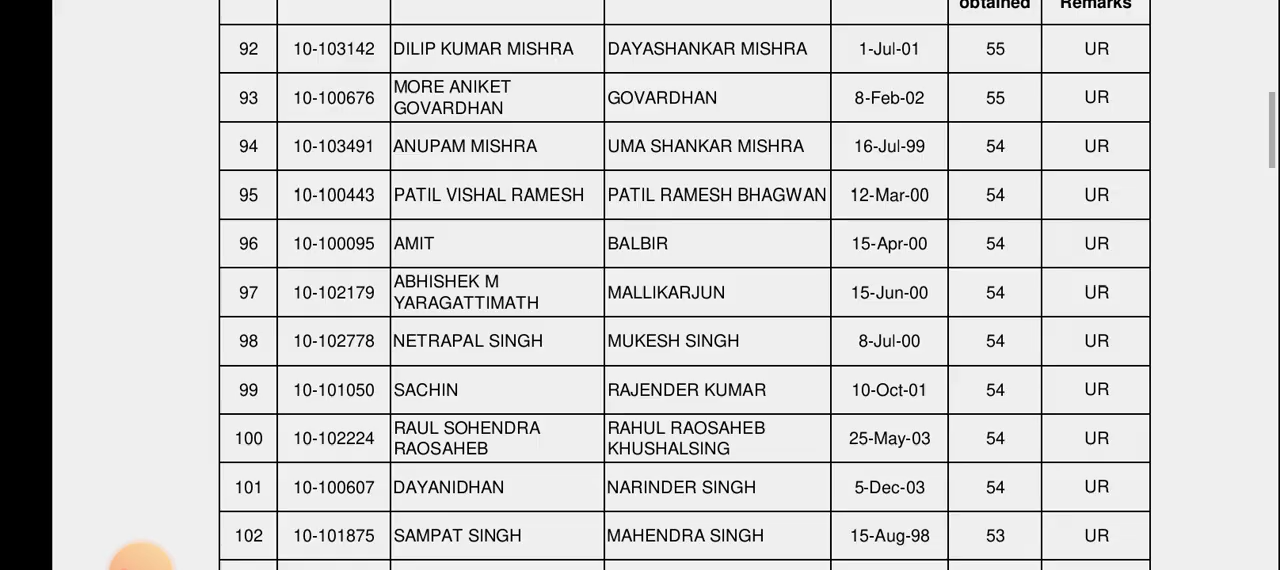 obtained Remarks
92 10-103142 DILIP KUMAR MISHRA DAYASHANKAR MISHRA 1-Jul-01 55 UR
93 10-100676 MORE ANIKET GOVARDHAN GOVARDHAN 8-Feb-02 55 UR
94 10-103491 ANUPAM MISHRA UMA SHANKAR MISHRA 16-Jul-99 54 UR
95 10-100443 PATIL VISHAL RAMESH PATIL RAMESH BHAGWAN 12-Mar-00 54 UR
96 10-100095 AMIT BALBIR 15-Apr-00 54 UR
97 10-102179 ABHISHEK M YARAGATTIMATH MALLIKARJUN 15-Jun-00 54 UR
98 10-102778 NETRAPAL SINGH MUKESH SINGH 8-Jul-00 54 UR
99 10-101050 SACHIN RAJENDER KUMAR 10-Oct-01 54 UR
100 10-102224 RAUL SOHENDRA RAOSAHEB RAHUL RAOSAHEB KHUSHALSING 25-May-03 54 UR
101 10-100607 DAYANIDHAN NARINDER SINGH 5-Dec-03 54 UR
102 10-101875 SAMPAT SINGH MAHENDRA SINGH 15-Aug-98 53 UR